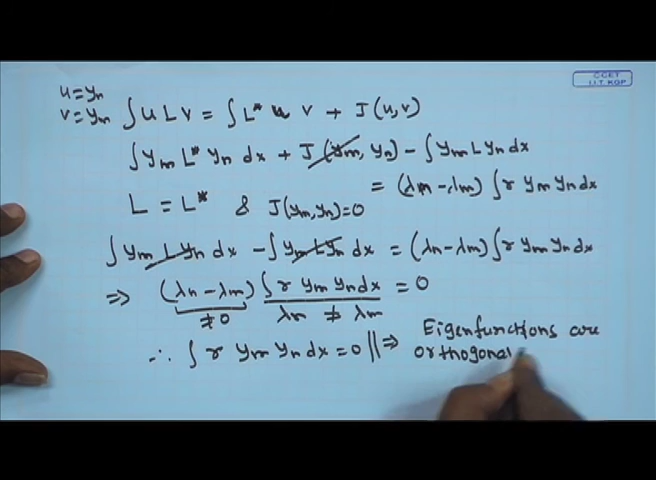 u=yn
v=ym ∫u L v = ∫L* u v + J(u,v)
CCET
I.I.T. KGP
∫ym L* yn dx + J(ym, yn) - ∫ym L yn dx
= (λn - λm) ∫ r ym yn dx
L = L* & J(ym, yn)=0
∫ym L yn dx - ∫ym L yn dx = (λn-λm)∫r ym yn dx
⇒ (λn - λm) ∫r ym yn dx = 0
≠0 λn ≠ λm
∴ ∫ r ym yn dx = 0 || ⇒ Eigenfunctions are
orthogonal